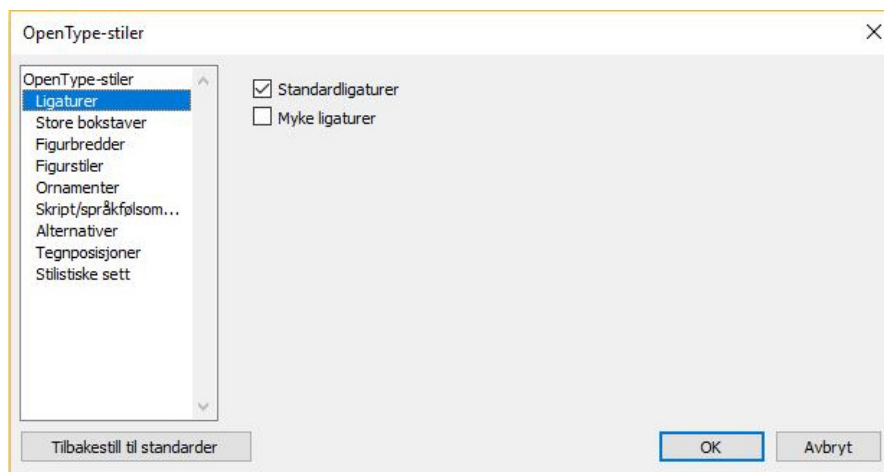 OpenType-stiler
OpenType-stiler
Ligaturer
Store bokstaver
Figurbredder
Figurstiler
Ornamenter
Skript/språkfølsom...
Alternativer
Tegnposisjoner
Stilistiske sett
Standardligaturer
Myke ligaturer
Tilbakestill til standarder
OK
Avbryt